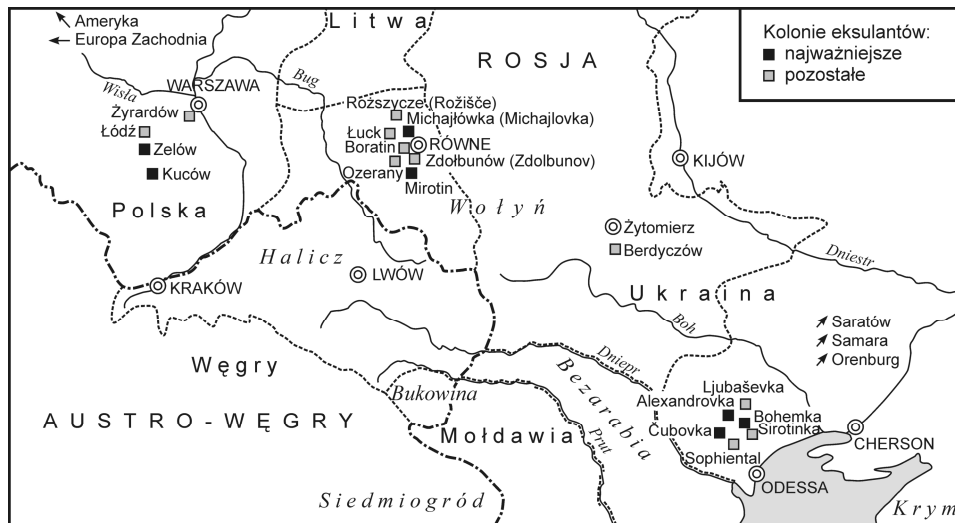 Ameryka
Europa Zachodnia
Litwa
ROSJA
Kolonie eksulantów:
najważniejsze
pozostałe
Wisła
WARSZAWA
Bug
Żyrardów
Łódź
Zelów
Kuców
Polska
Roższycze (Rožišče)
Michajłówka (Michajlovka)
Łuck
RÓWNE
Boratin
Zdołbunów (Zdolbunov)
Ozerany
Mirotin
Wołyń
KIJÓW
Żytomierz
Berdyczów
Dniestr
Halicz
LWÓW
KRAKÓW
Ukraina
Boh
Saratów
Samara
Orenburg
Węgry
Dniepr
Bezarabia
Bukowina
AUSTRO-WĘGRY
Mołdawia
Prut
Ljubaševka
Alexandrovka
Bohemka
Čubovka
Sirotinka
Sophiental
CHERSON
ODESSA
Siedmiogród
Krym